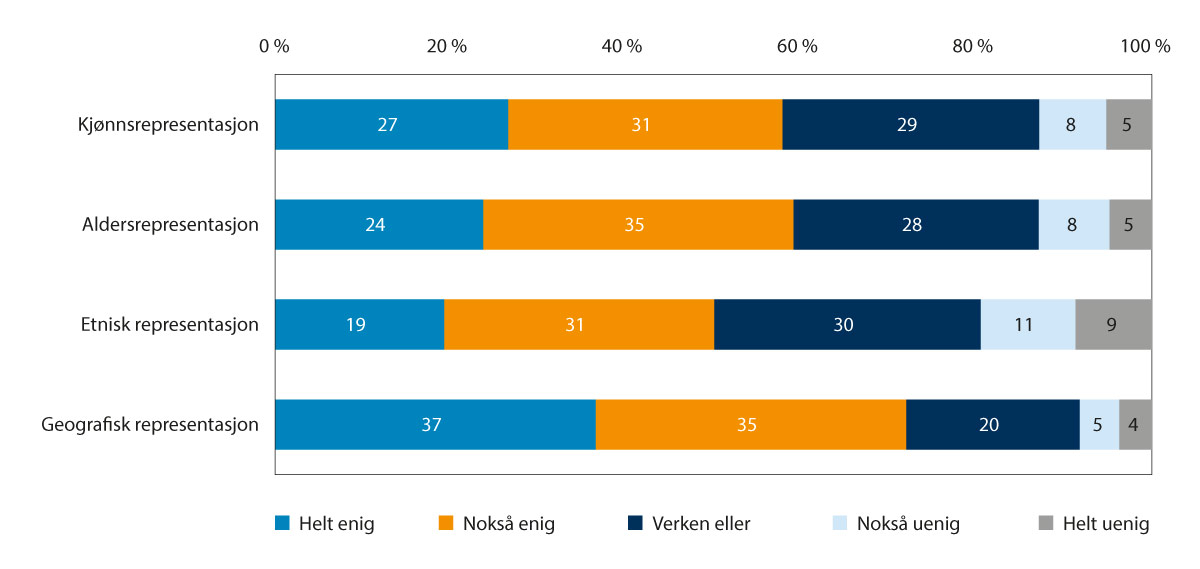 0 % 20 % 40 % 60 % 80 % 100 %
Kjønnsrepresentasjon 27 31 29 8 5
Aldersrepresentasjon 24 35 28 8 5
Etnisk representasjon 19 31 30 11 9
Geografisk representasjon 37 35 20 5 4
Helt enig Nokså enig Verken eller Nokså uenig Helt uenig